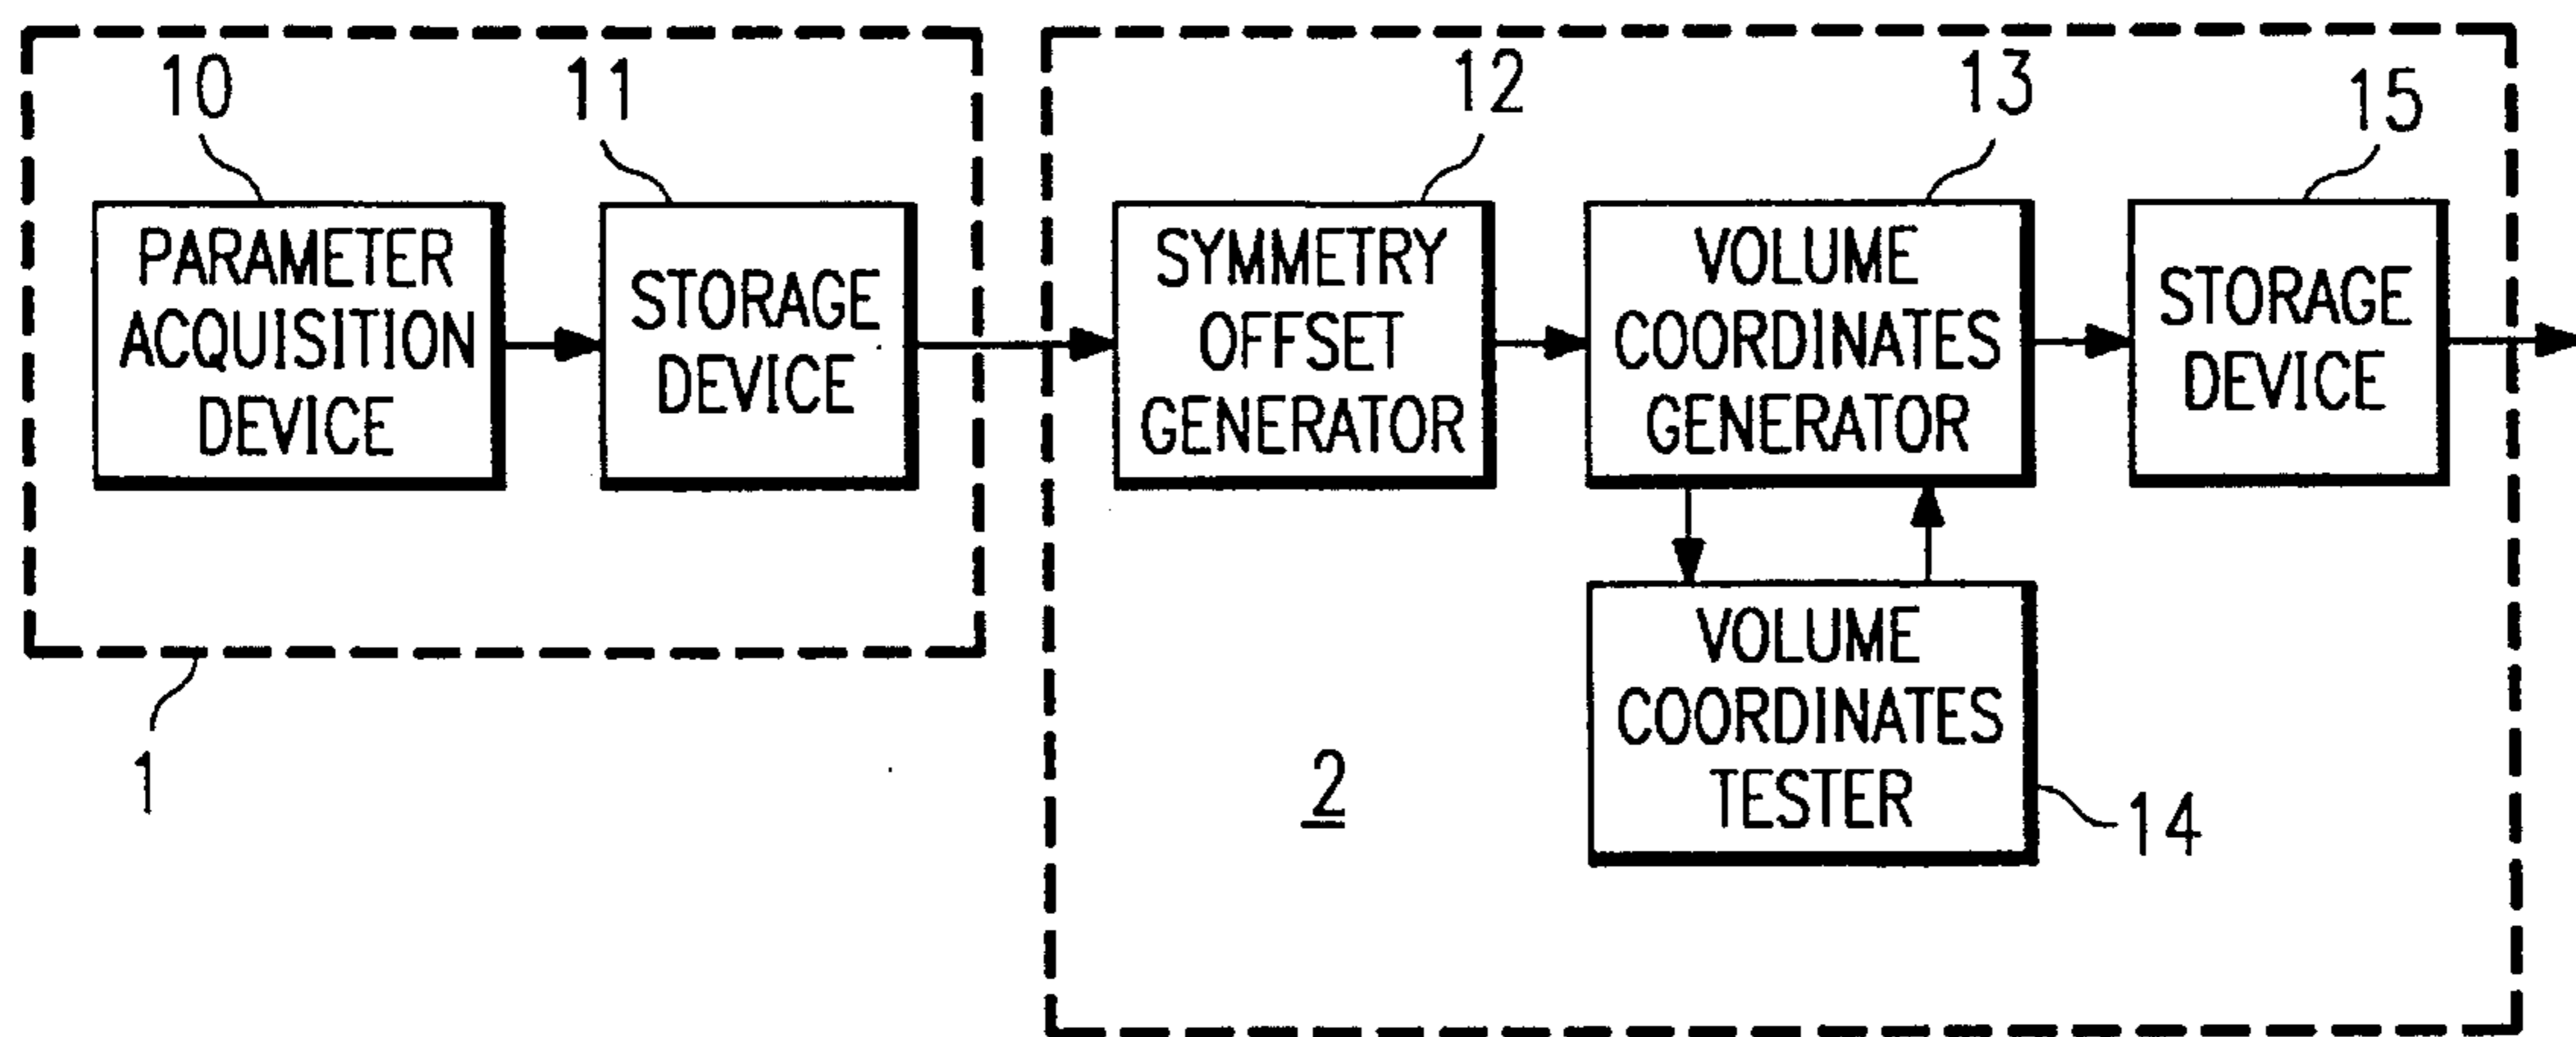 10
11
12
13
15
PARAMETER
ACQUISITION
DEVICE
STORAGE
DEVICE
SYMMETRY
OFFSET
GENERATOR
VOLUME
COORDINATES
GENERATOR
STORAGE
DEVICE
VOLUME
COORDINATES
TESTER
14
1
2